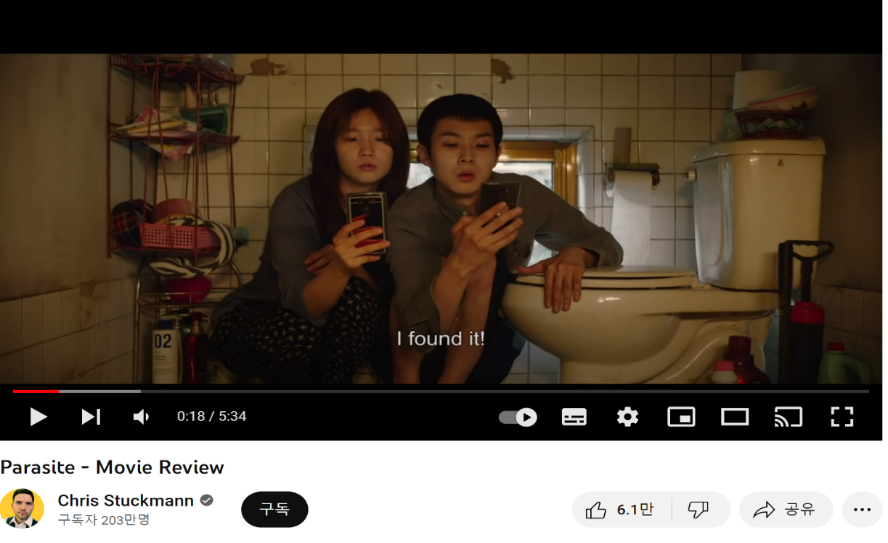 02
I found it!
0:18 / 5:34
Parasite - Movie Review
Chris Stuckmann
구독자 203만명
구독
6.1만
공유